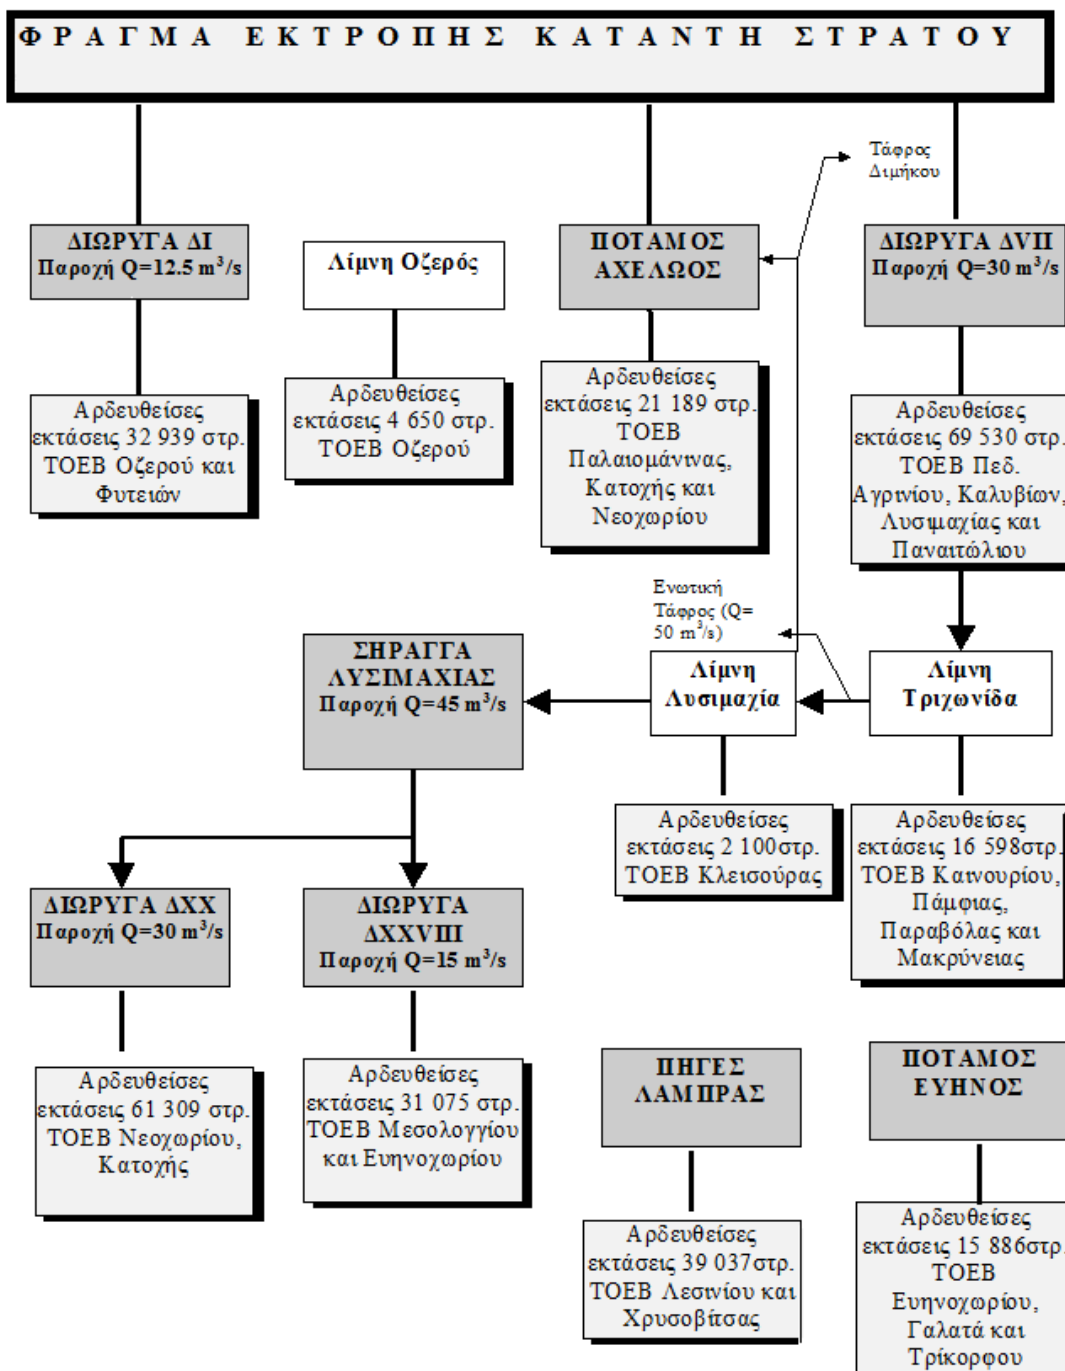 ΦΡΑΓΜΑ ΕΚΤΡΟΠΗΣ ΚΑΤΑΝΤΗ ΣΤΡΑΤΟΥ
Τάφρος
Διμήκου
ΔΙΩΡΥΓΑ ΔΙ
Παροχή Q=12.5 m³/s
Λίμνη Οζερός
ΠΟΤΑΜΟΣ
ΑΧΕΛΩΟΣ
ΔΙΩΡΥΓΑ ΔVII
Παροχή Q=30 m³/s
Αρδευθείσες
εκτάσεις 32 939 στρ.
ΤΟΕΒ Οζερού και
Φυτειών
Αρδευθείσες
εκτάσεις 4 650 στρ.
ΤΟΕΒ Οζερού
Αρδευθείσες
εκτάσεις 21 189 στρ.
ΤΟΕΒ
Παλαιομάνινας,
Κατοχής και
Νεοχωρίου
Αρδευθείσες
εκτάσεις 69 530 στρ.
ΤΟΕΒ Πεδ.
Αγρινίου, Καλυβίων,
Λυσιμαχίας και
Παναιτώλιου
Ενωτική
Τάφρος (Q=
50 m³/s)
ΣΗΡΑΓΓΑ
ΛΥΣΙΜΑΧΙΑΣ
Παροχή Q=45 m³/s
Λίμνη
Λυσιμαχία
Λίμνη
Τριχωνίδα
Αρδευθείσες
εκτάσεις 2 100στρ.
ΤΟΕΒ Κλεισούρας
Αρδευθείσες
εκτάσεις 16 598στρ.
ΤΟΕΒ Καινουρίου,
Πάμφιας,
Παραβόλας και
Μακρύνειας
ΔΙΩΡΥΓΑ ΔΧΧ
Παροχή Q=30 m³/s
ΔΙΩΡΥΓΑ
ΔXXVIII
Παροχή Q=15 m³/s
Αρδευθείσες
εκτάσεις 61 309 στρ.
ΤΟΕΒ Νεοχωρίου,
Κατοχής
Αρδευθείσες
εκτάσεις 31 075 στρ.
ΤΟΕΒ Μεσολογγίου
και Ευηνοχωρίου
ΠΗΓΕΣ
ΛΑΜΠΡΑΣ
ΠΟΤΑΜΟΣ
ΕΥΗΝΟΣ
Αρδευθείσες
εκτάσεις 39 037στρ.
ΤΟΕΒ Λεσινίου και
Χρυσοβίτσας
Αρδευθείσες
εκτάσεις 15 886στρ.
ΤΟΕΒ
Ευηνοχωρίου,
Γαλατά και
Τρίκορφου